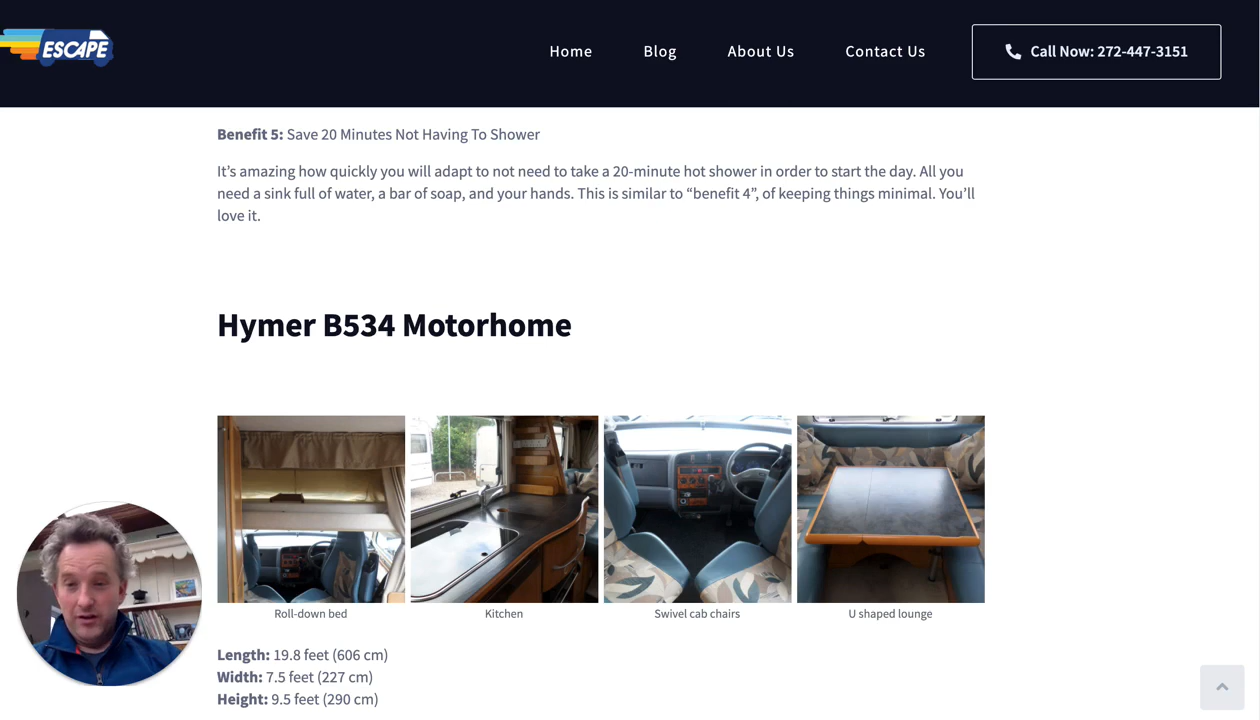 ESCAPE
Home
Blog
About Us
Contact Us
Call Now: 272-447-3151
Benefit 5: Save 20 Minutes Not Having To Shower
It’s amazing how quickly you will adapt to not need to take a 20-minute hot shower in order to start the day. All you
need a sink full of water, a bar of soap, and your hands. This is similar to “benefit 4”, of keeping things minimal. You’ll
love it.
Hymer B534 Motorhome
Roll-down bed
Kitchen
Swivel cab chairs
U shaped lounge
Length: 19.8 feet (606 cm)
Width: 7.5 feet (227 cm)
Height: 9.5 feet (290 cm)